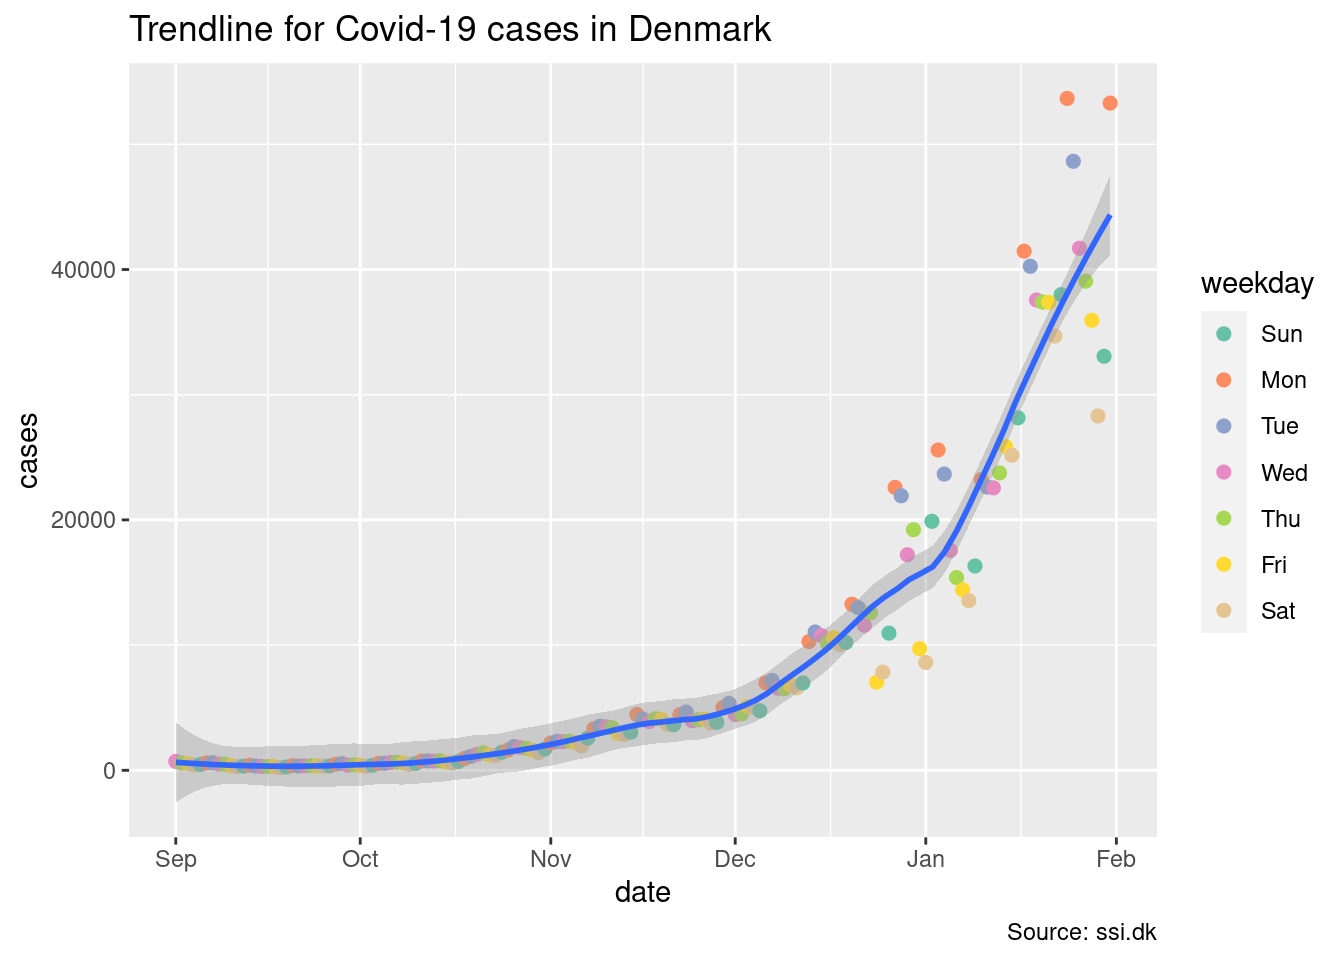 Trendline for Covid-19 cases in Denmark
cases
40000
20000
0
Sep Oct Nov Dec Jan Feb
date
weekday
Sun
Mon
Tue
Wed
Thu
Fri
Sat
Source: ssi.dk